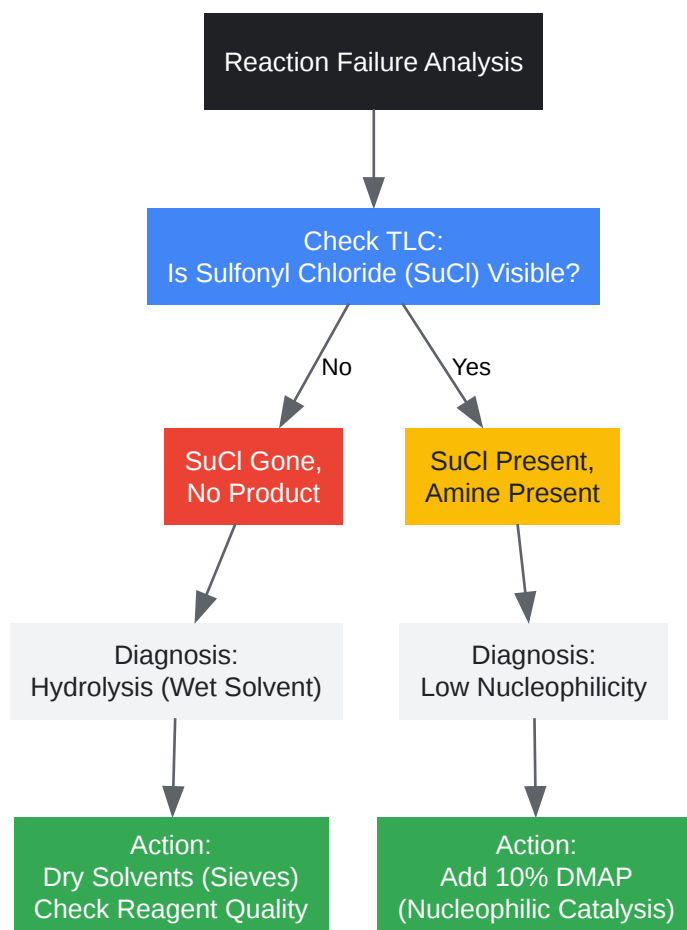 Reaction Failure Analysis
Check TLC:
Is Sulfonyl Chloride (SuCl) Visible?
No
Yes
SuCl Gone,
No Product
SuCl Present,
Amine Present
Diagnosis:
Hydrolysis (Wet Solvent)
Diagnosis:
Low Nucleophilicity
Action:
Dry Solvents (Sieves)
Check Reagent Quality
Action:
Add 10% DMAP
(Nucleophilic Catalysis)